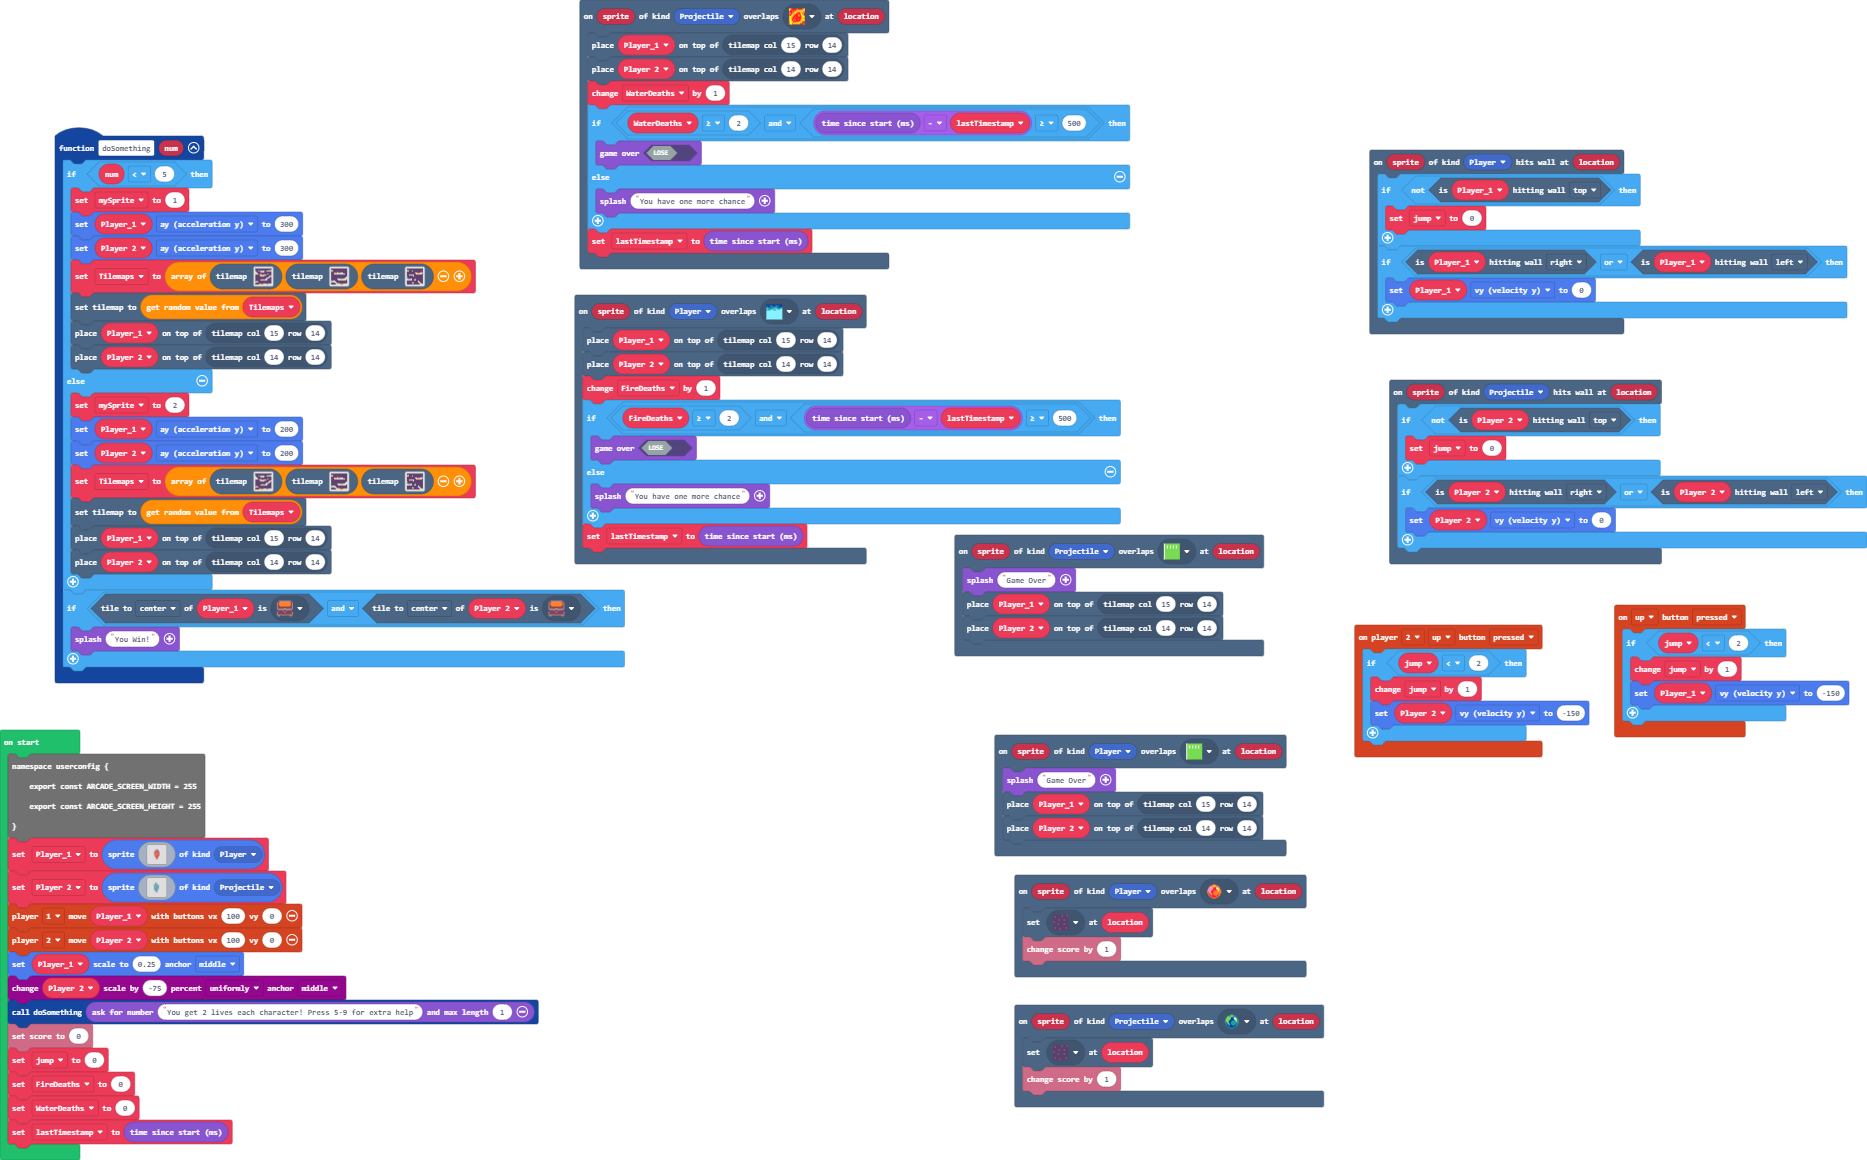 function doSomething num
if num < 5 then
set mySprite to 1
set Player_1 ay (acceleration y) to 300
set Player 2 ay (acceleration y) to 300
set Tilemaps to array of tilemap tilemap tilemap
set tilemap to get random value from Tilemaps
place Player_1 on top of tilemap col 15 row 14
place Player 2 on top of tilemap col 14 row 14
else
set mySprite to 2
set Player_1 ay (acceleration y) to 200
set Player 2 ay (acceleration y) to 200
set Tilemaps to array of tilemap tilemap tilemap
set tilemap to get random value from Tilemaps
place Player_1 on top of tilemap col 15 row 14
place Player 2 on top of tilemap col 14 row 14
if tile to center of Player_1 is and tile to center of Player 2 is then
splash "You Win!"
on start
namespace userconfig {
export const ARCADE_SCREEN_WIDTH = 255
export const ARCADE_SCREEN_HEIGHT = 255
}
set Player_1 to sprite of kind Player
set Player 2 to sprite of kind Projectile
player 1 move Player_1 with buttons vx 100 vy 0
player 2 move Player 2 with buttons vx 100 vy 0
set Player_1 scale to 0.25 anchor middle
change Player 2 scale by -75 percent uniformly anchor middle
call doSomething ask for number "You get 2 lives each character! Press 5-9 for extra help" and max length 1
set score to 0
set jump to 0
set FireDeaths to 0
set WaterDeaths to 0
set lastTimestamp to time since start (ms)
on sprite of kind Projectile overlaps at location
place Player_1 on top of tilemap col 15 row 14
place Player 2 on top of tilemap col 14 row 14
change WaterDeaths by 1
if WaterDeaths ≥ 2 and time since start (ms) - lastTimestamp ≥ 500 then
game over LOSE
else
splash "You have one more chance"
set lastTimestamp to time since start (ms)
on sprite of kind Player overlaps at location
place Player_1 on top of tilemap col 15 row 14
place Player 2 on top of tilemap col 14 row 14
change FireDeaths by 1
if FireDeaths ≥ 2 and time since start (ms) - lastTimestamp ≥ 500 then
game over LOSE
else
splash "You have one more chance"
set lastTimestamp to time since start (ms)
on sprite of kind Projectile overlaps at location
splash "Game Over"
place Player_1 on top of tilemap col 15 row 14
place Player 2 on top of tilemap col 14 row 14
on sprite of kind Player overlaps at location
splash "Game Over"
place Player_1 on top of tilemap col 15 row 14
place Player 2 on top of tilemap col 14 row 14
on sprite of kind Player overlaps at location
set at location
change score by 1
on sprite of kind Projectile overlaps at location
set at location
change score by 1
on sprite of kind Player hits wall at location
if not is Player_1 hitting wall top then
set jump to 0
if is Player_1 hitting wall right or is Player_1 hitting wall left then
set Player_1 vy (velocity y) to 0
on sprite of kind Projectile hits wall at location
if not is Player 2 hitting wall top then
set jump to 0
if is Player 2 hitting wall right or is Player 2 hitting wall left then
set Player 2 vy (velocity y) to 0
on player 2 up button pressed
if jump < 2 then
change jump by 1
set Player 2 vy (velocity y) to -150
on up button pressed
if jump < 2 then
change jump by 1
set Player_1 vy (velocity y) to -150